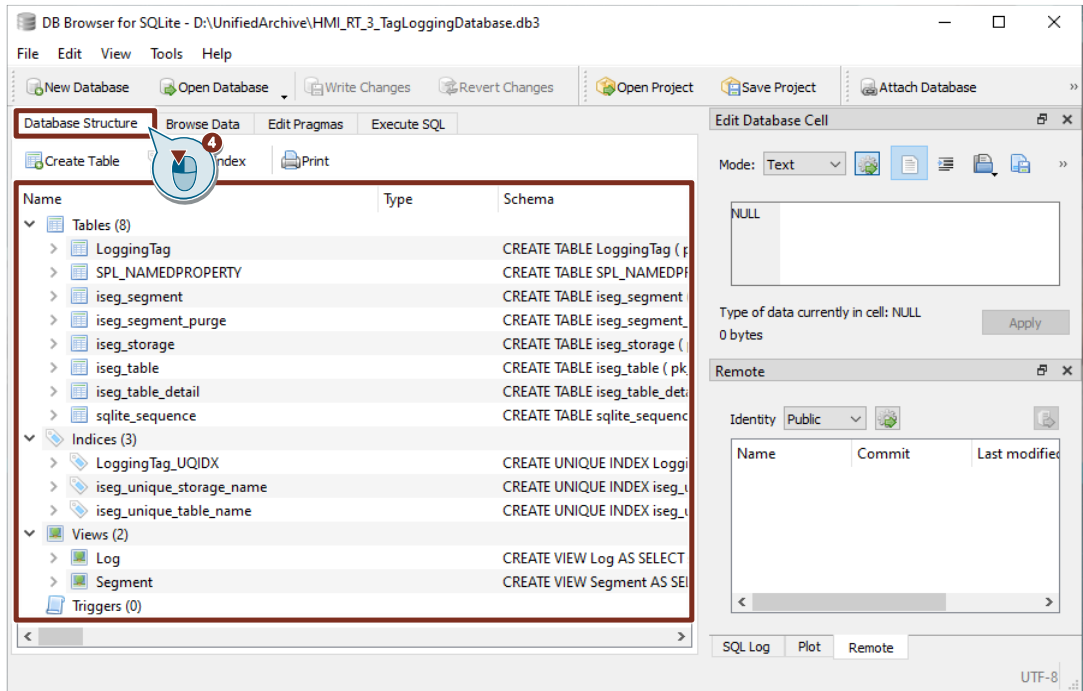 DB Browser for SQLite - D:\UnifiedArchive\HMI_RT_3_TagLoggingDatabase.db3
File Edit View Tools Help
New Database Open Database Write Changes Revert Changes Open Project Save Project Attach Database »
Database Structure Browse Data Edit Pragmas Execute SQL
4
Create Table ndex Print
Name Type Schema
Tables (8)
LoggingTag CREATE TABLE LoggingTag ( p
SPL_NAMEDPROPERTY CREATE TABLE SPL_NAMEDPR
iseg_segment CREATE TABLE iseg_segment
iseg_segment_purge CREATE TABLE iseg_segment_
iseg_storage CREATE TABLE iseg_storage (
iseg_table CREATE TABLE iseg_table ( pk_
iseg_table_detail CREATE TABLE iseg_table_deta
sqlite_sequence CREATE TABLE sqlite_sequenc
Indices (3)
LoggingTag_UQIDX CREATE UNIQUE INDEX Loggi
iseg_unique_storage_name CREATE UNIQUE INDEX iseg_u
iseg_unique_table_name CREATE UNIQUE INDEX iseg_u
Views (2)
Log CREATE VIEW Log AS SELECT
Segment CREATE VIEW Segment AS SEL
Triggers (0)
Edit Database Cell
Mode: Text »
NULL
Type of data currently in cell: NULL
0 bytes
Apply
Remote
Identity Public
Name Commit Last modified
SQL Log Plot Remote
UTF-8